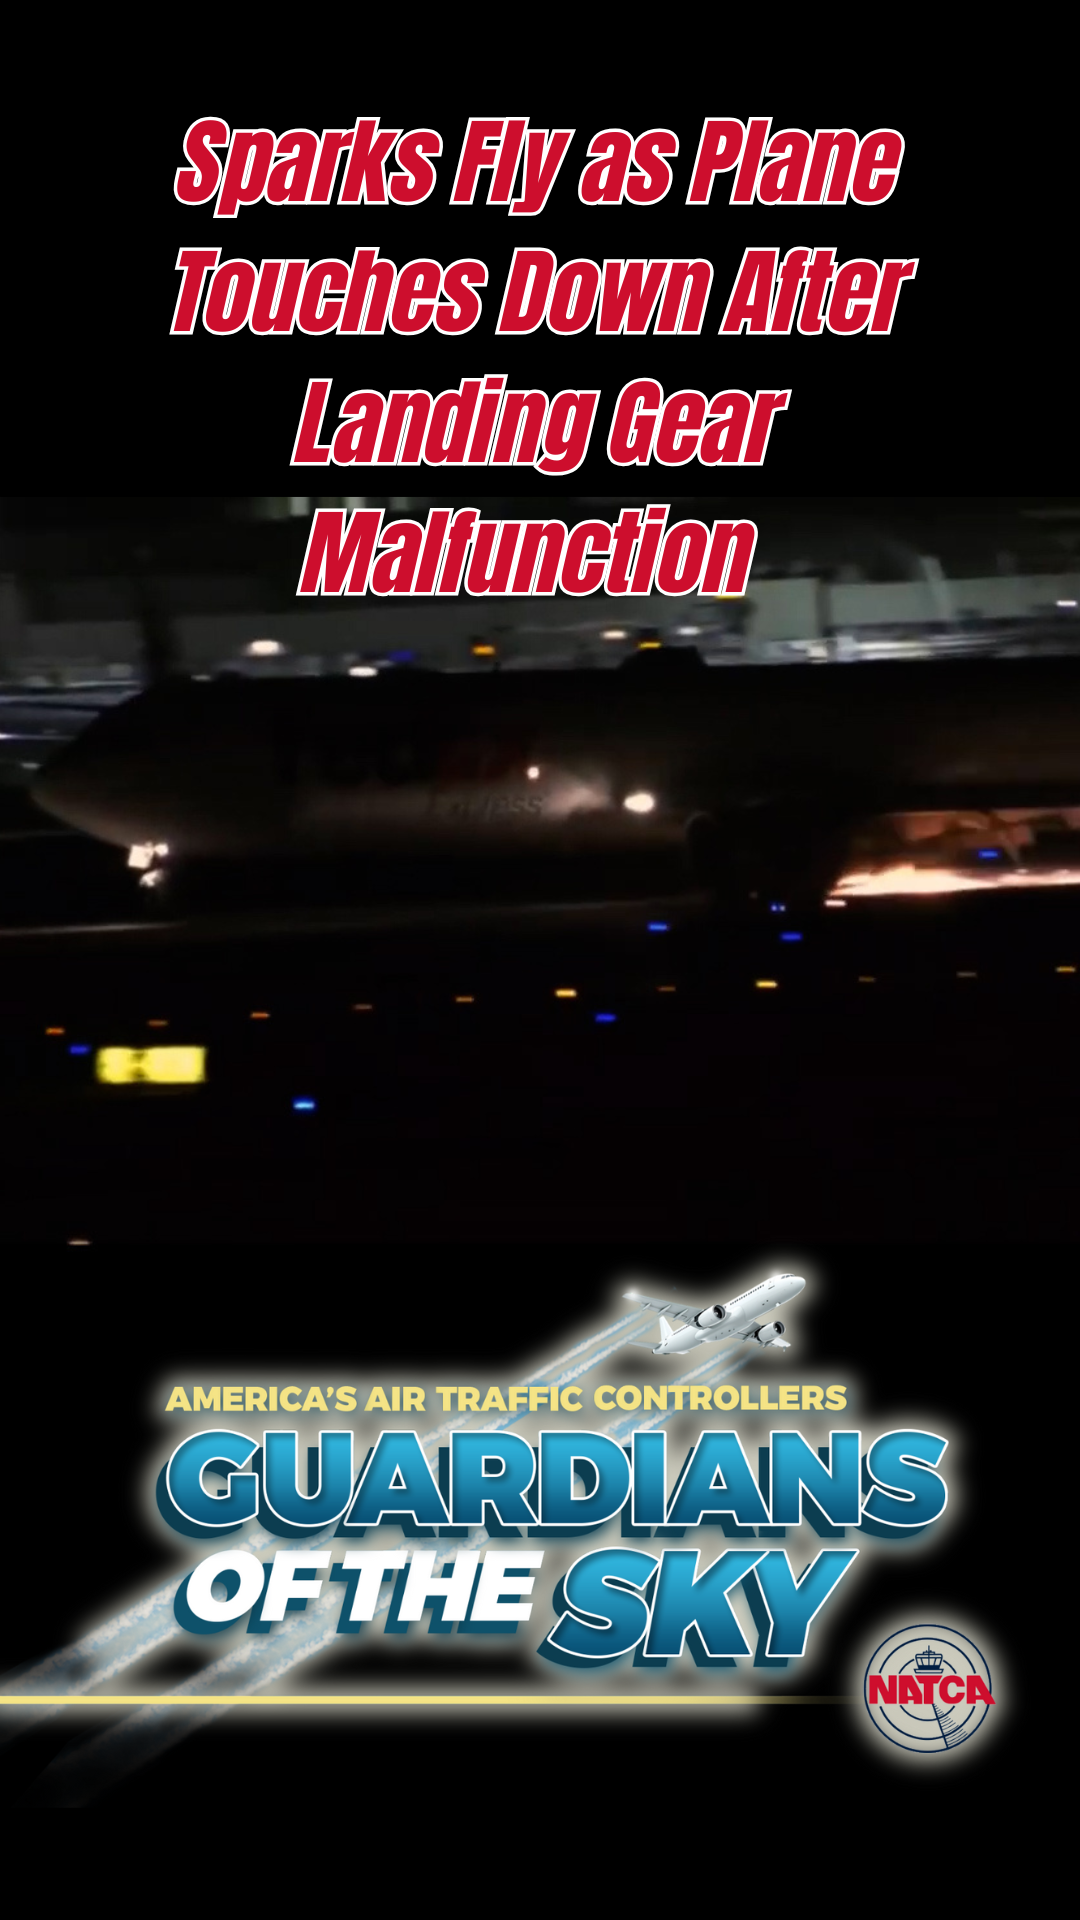 Sparks Fly as Plane
Touches Down After
Landing Gear
Malfunction
Express
AMERICA'S AIR TRAFFIC CONTROLLERS
GUARDIANS
OF THE SKY
NATCA